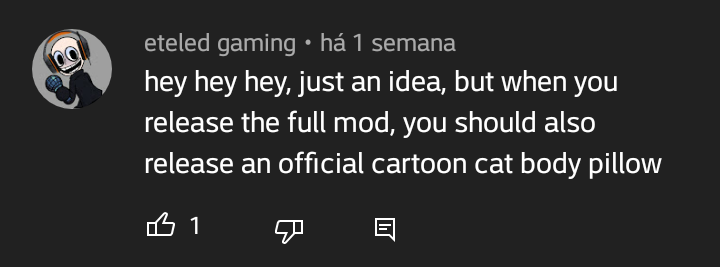 eteled gaming • há 1 semana
hey hey hey, just an idea, but when you
release the full mod, you should also
release an official cartoon cat body pillow
1